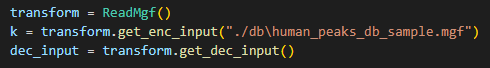 transform = ReadMgf()
k = transform.get_enc_input("./db\human_peaks_db_sample.mgf")
dec_input = transform.get_dec_input()